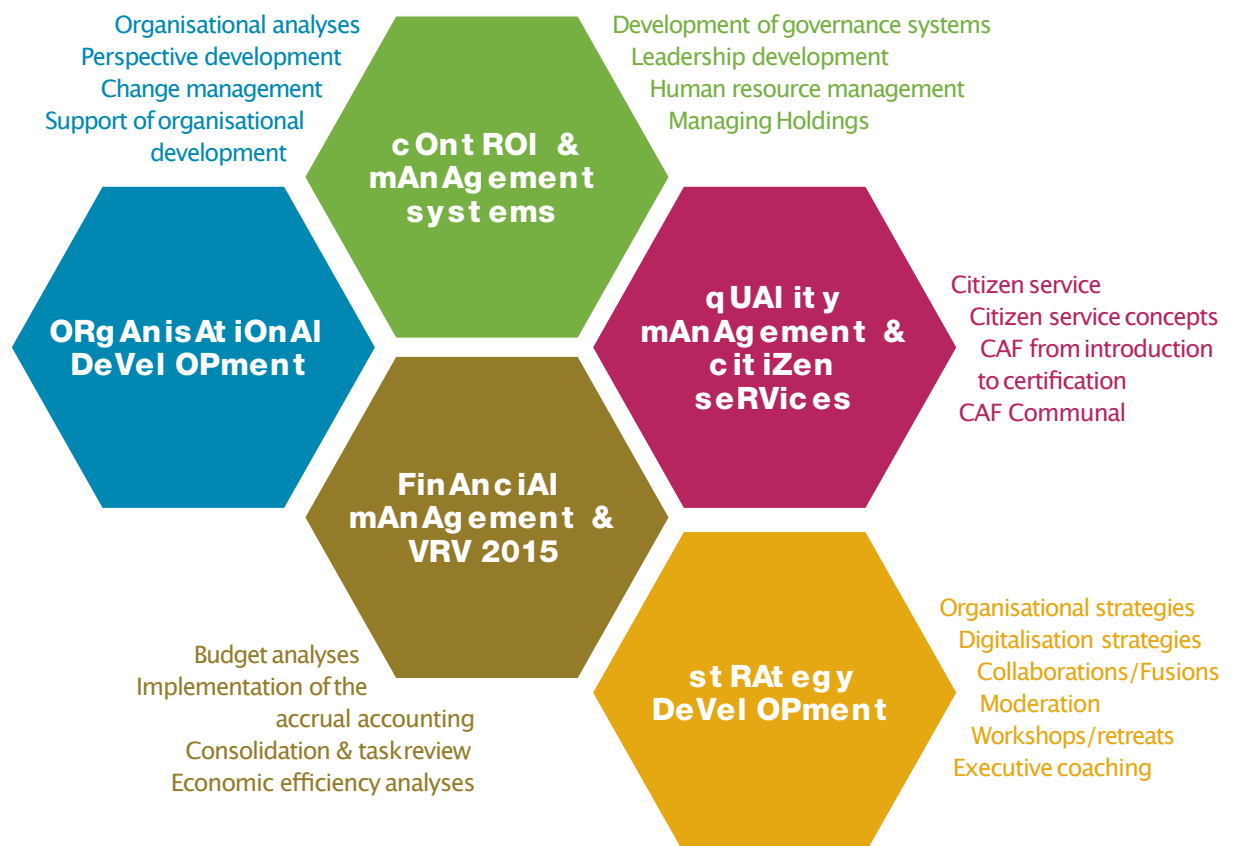 Organisational analyses
Perspective development
Change management
Support of organisational
development
Development of governance systems
Leadership development
Human resource management
Managing Holdings
cOntROl &
mAnAgement
systems
ORgAnisAtiOnAl
DeVelOPment
qUAlity
mAnAgement &
citiZen
seRVices
Citizen service
Citizen service concepts
CAF from introduction
to certification
CAF Communal
FinAnciAl
mAnAgement &
VRV 2015
Budget analyses
Implementation of the
accrual accounting
Consolidation & task review
Economic efficiency analyses
stRAtegy
DeVelOPment
Organisational strategies
Digitalisation strategies
Collaborations/Fusions
Moderation
Workshops/retreats
Executive coaching